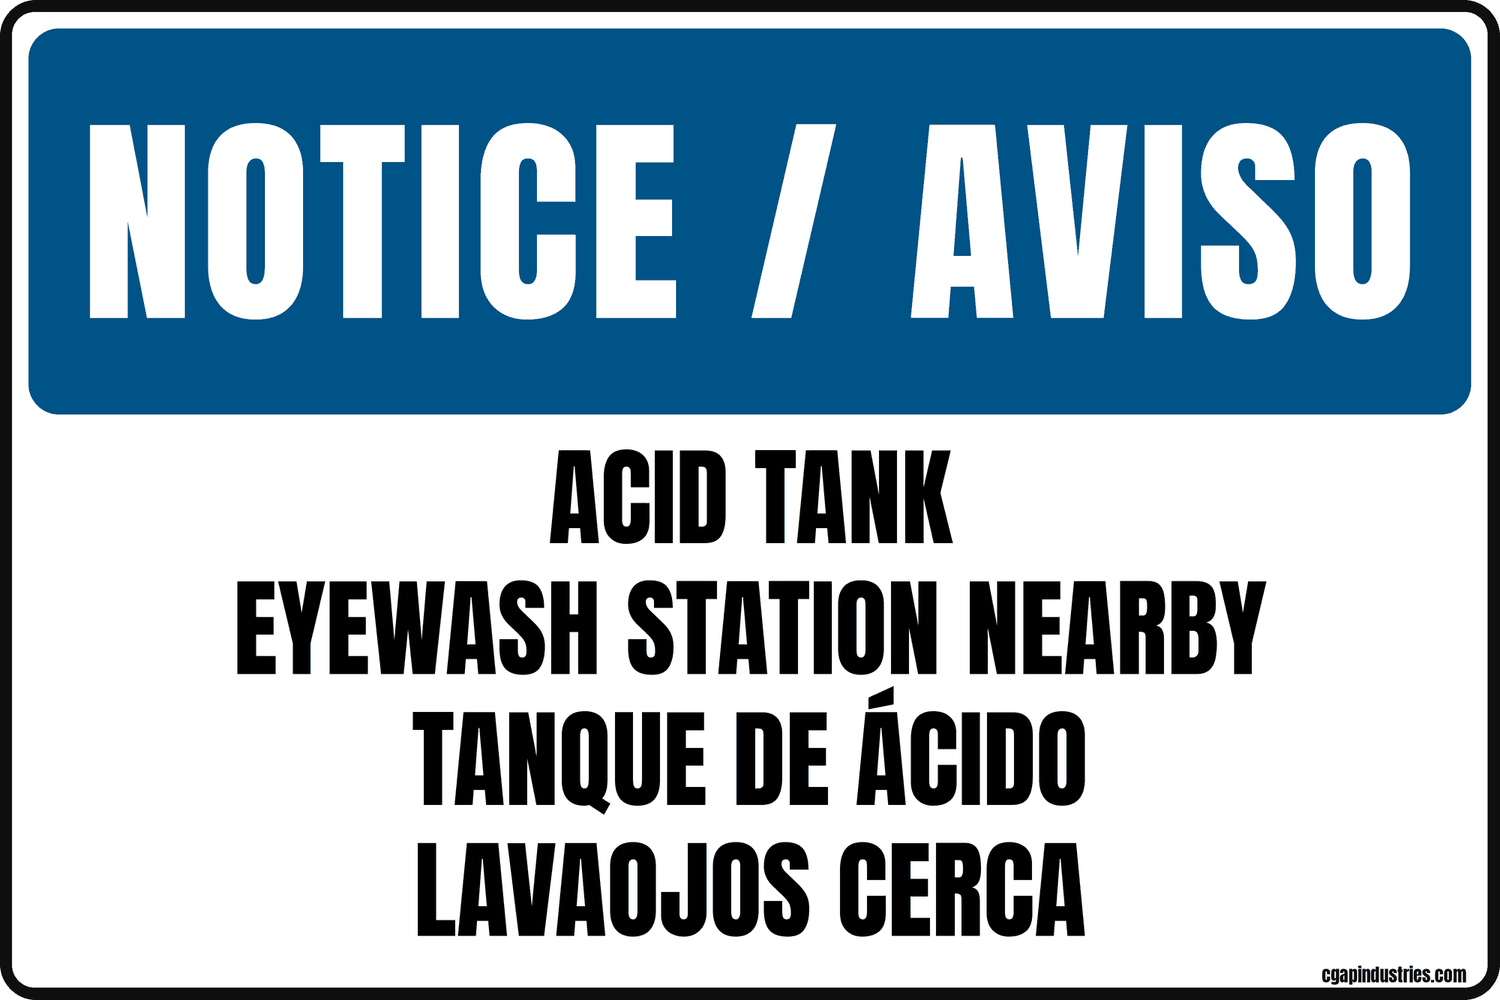 NOTICE / AVISO
ACID TANK
EYEWASH STATION NEARBY
TANQUE DE ÁCIDO
LAVAOJOS CERCA
cgapindustries.com